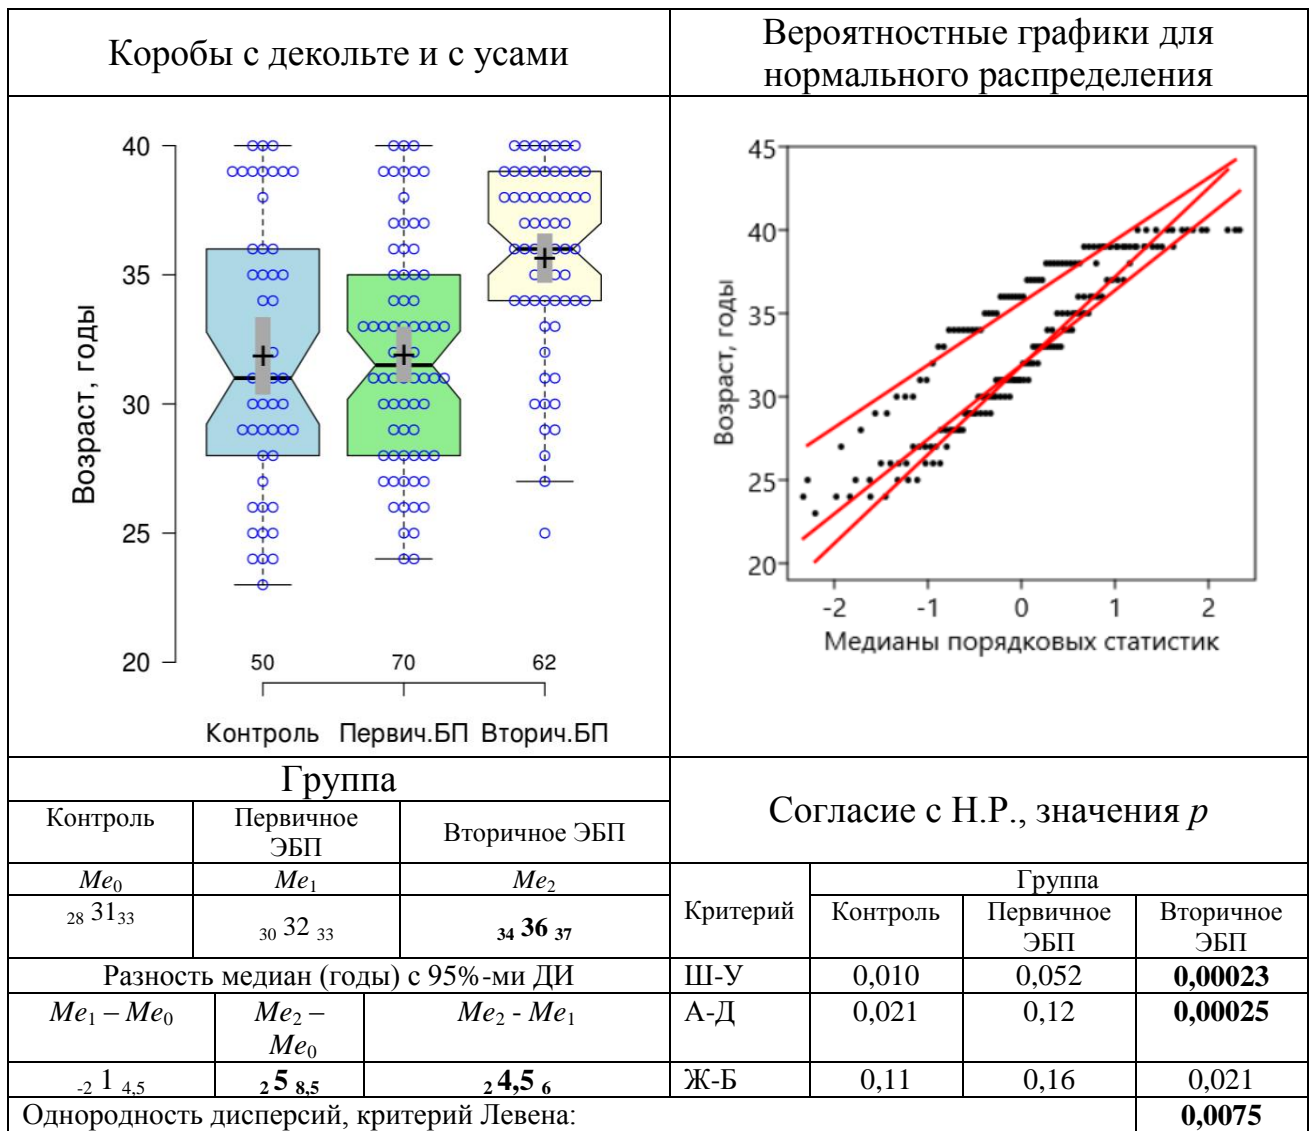 Коробы с декольте и с усами
Вероятностные графики для
нормального распределения
Возраст, годы
40
35
30
25
20
50 70 62
Контроль Первич.БП Вторич.БП
Возраст, годы
45
40
35
30
25
20
-2 -1 0 1 2
Медианы порядковых статистик
Группа
Контроль
Первичное
ЭБП
Вторичное ЭБП
Me0 Me1 Me2
28 31 33
30 32 33
34 36 37
Разность медиан (годы) с 95%-ми ДИ
Me1 – Me0
Me2 –
Me0
Me2 - Me1
-2 1 4,5
2 5 8,5
2 4,5 6
Согласие с Н.Р., значения p
Критерий
Группа
Контроль
Первичное
ЭБП
Вторичное
ЭБП
Ш-У 0,010 0,052 0,00023
А-Д 0,021 0,12 0,00025
Ж-Б 0,11 0,16 0,021
Однородность дисперсий, критерий Левена: 0,0075